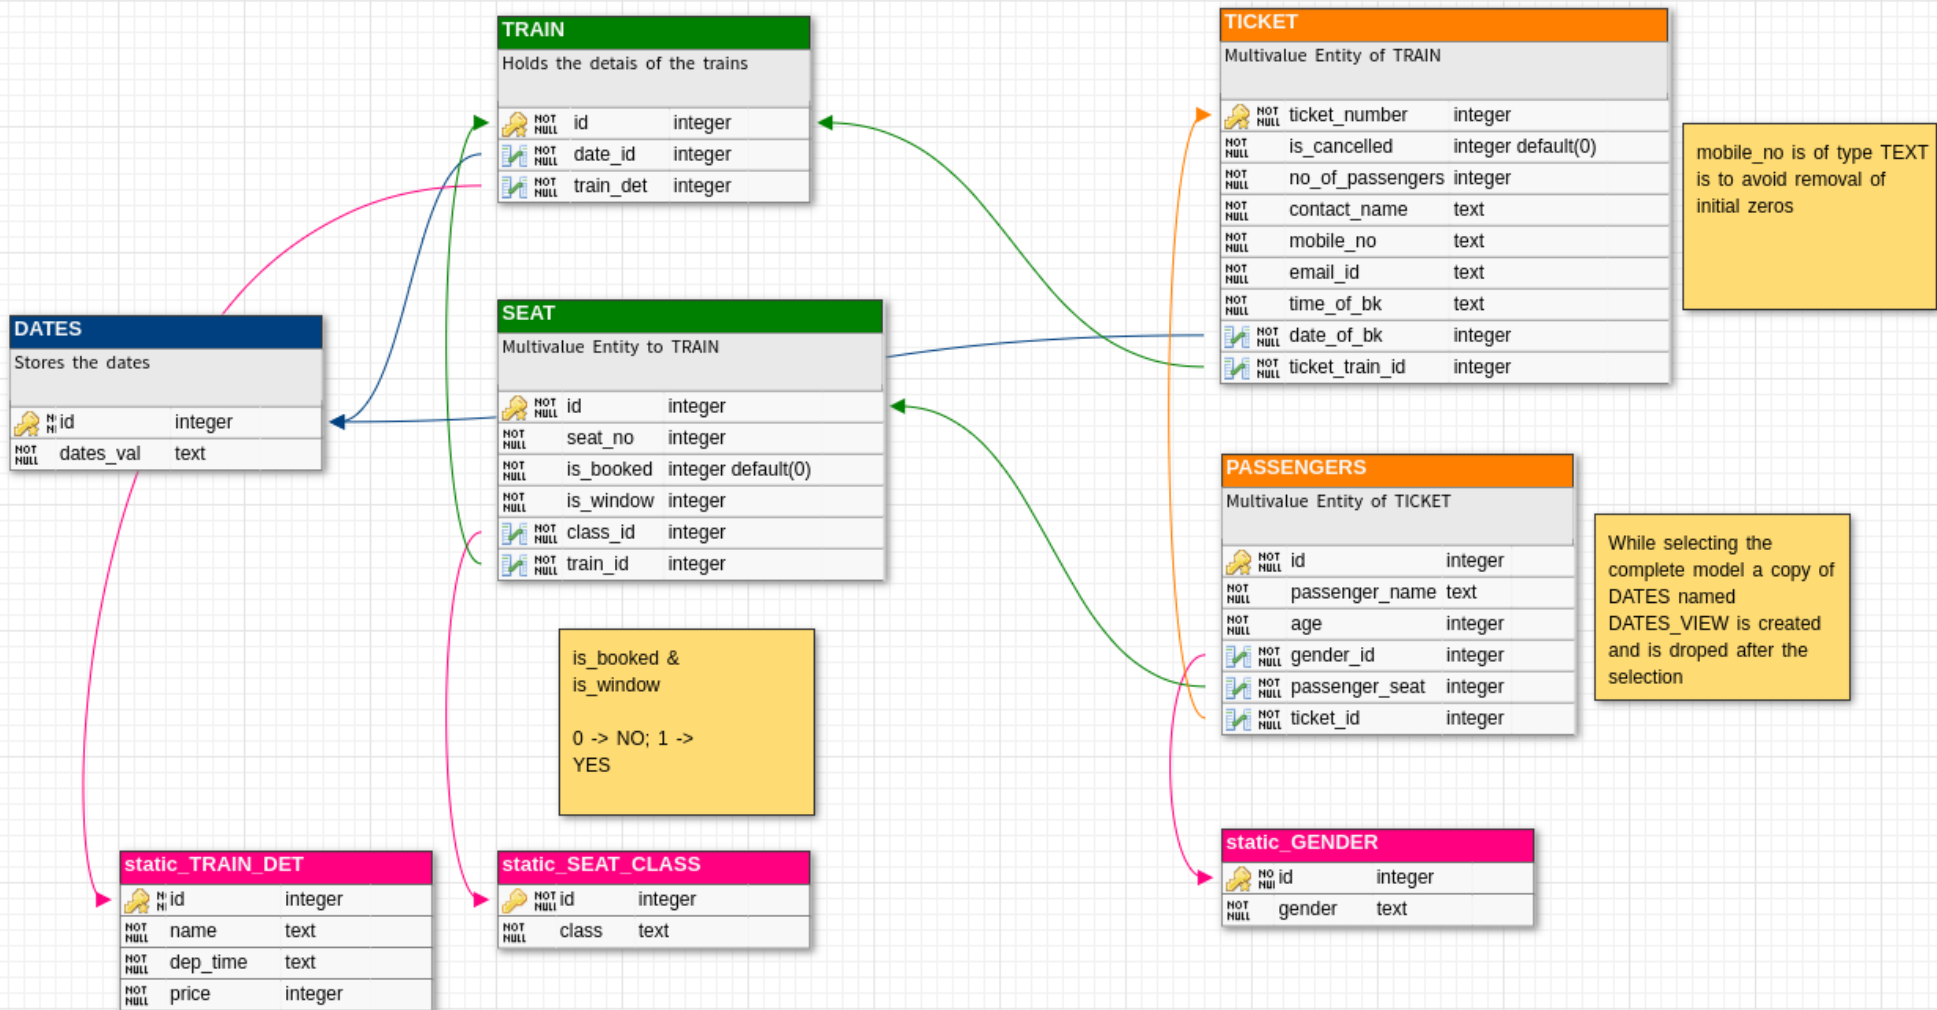 TRAIN
Holds the detais of the trains
NOT NULL id integer
NOT NULL date_id integer
NOT NULL train_det integer
TICKET
Multivalue Entity of TRAIN
NOT NULL ticket_number integer
NOT NULL is_cancelled integer default(0)
NOT NULL no_of_passengers integer
NOT NULL contact_name text
NOT NULL mobile_no text
NOT NULL email_id text
NOT NULL time_of_bk text
NOT NULL date_of_bk integer
NOT NULL ticket_train_id integer
mobile_no is of type TEXT
is to avoid removal of
initial zeros
DATES
Stores the dates
N N id integer
NOT NULL dates_val text
SEAT
Multivalue Entity to TRAIN
NOT NULL id integer
NOT NULL seat_no integer
NOT NULL is_booked integer default(0)
NOT NULL is_window integer
NOT NULL class_id integer
NOT NULL train_id integer
PASSENGERS
Multivalue Entity of TICKET
NOT NULL id integer
NOT NULL passenger_name text
NOT NULL age integer
NOT NULL gender_id integer
NOT NULL passenger_seat integer
NOT NULL ticket_id integer
While selecting the
complete model a copy of
DATES named
DATES_VIEW is created
and is droped after the
selection
is_booked &
is_window
0 -> NO; 1 ->
YES
static_TRAIN_DET
N N id integer
NOT NULL name text
NOT NULL dep_time text
NOT NULL price integer
static_SEAT_CLASS
NOT NULL id integer
NOT NULL class text
static_GENDER
NO NUI id integer
NOT NULL gender text